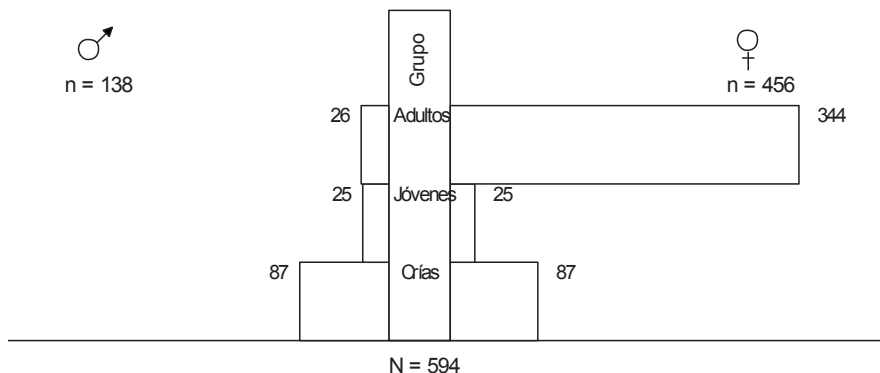 Grupo
n = 138
n = 456
26 Adultos 344
25 Jóvenes 25
87 Crías 87
N = 594